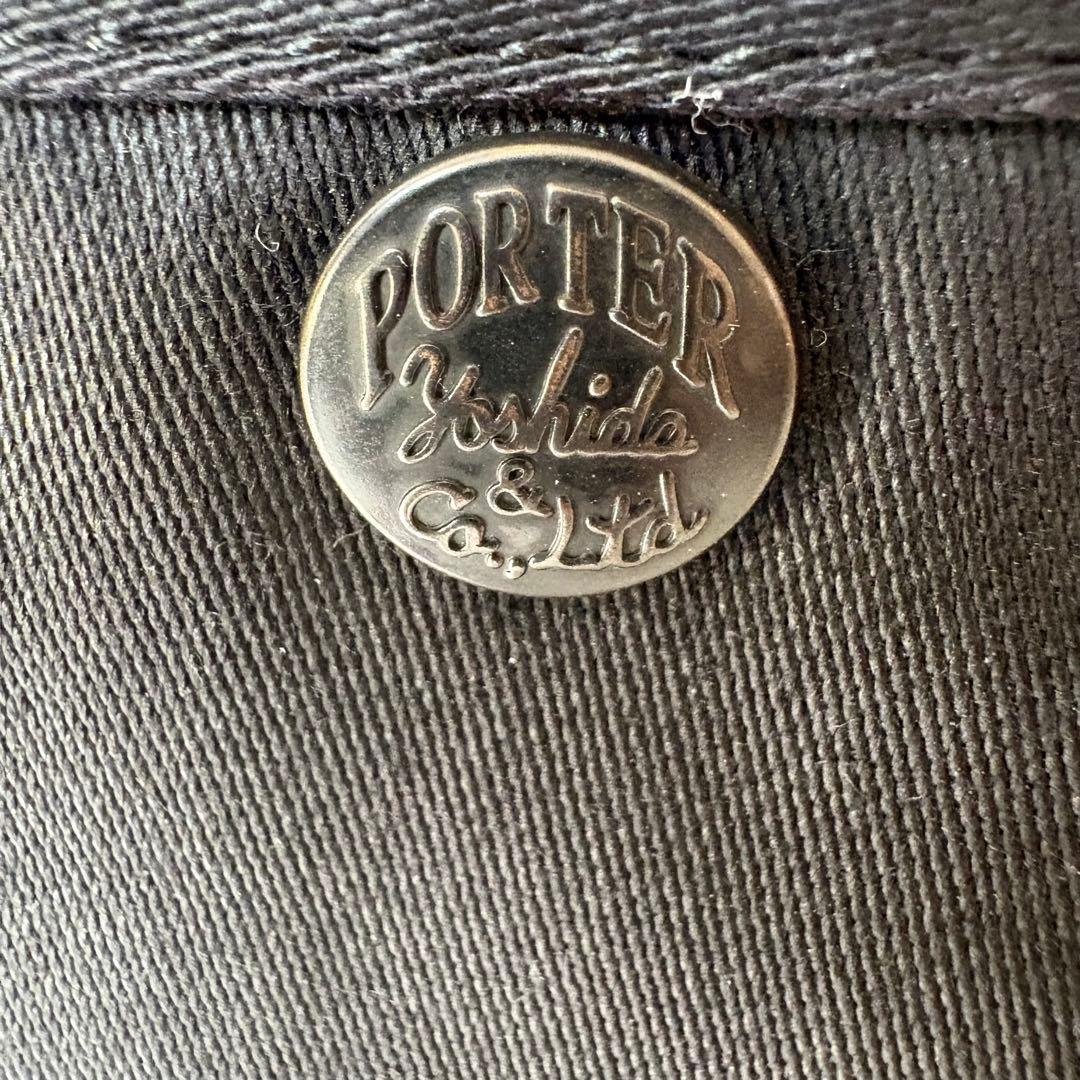 PORTER
Yoshida
&
Co.,Ltd